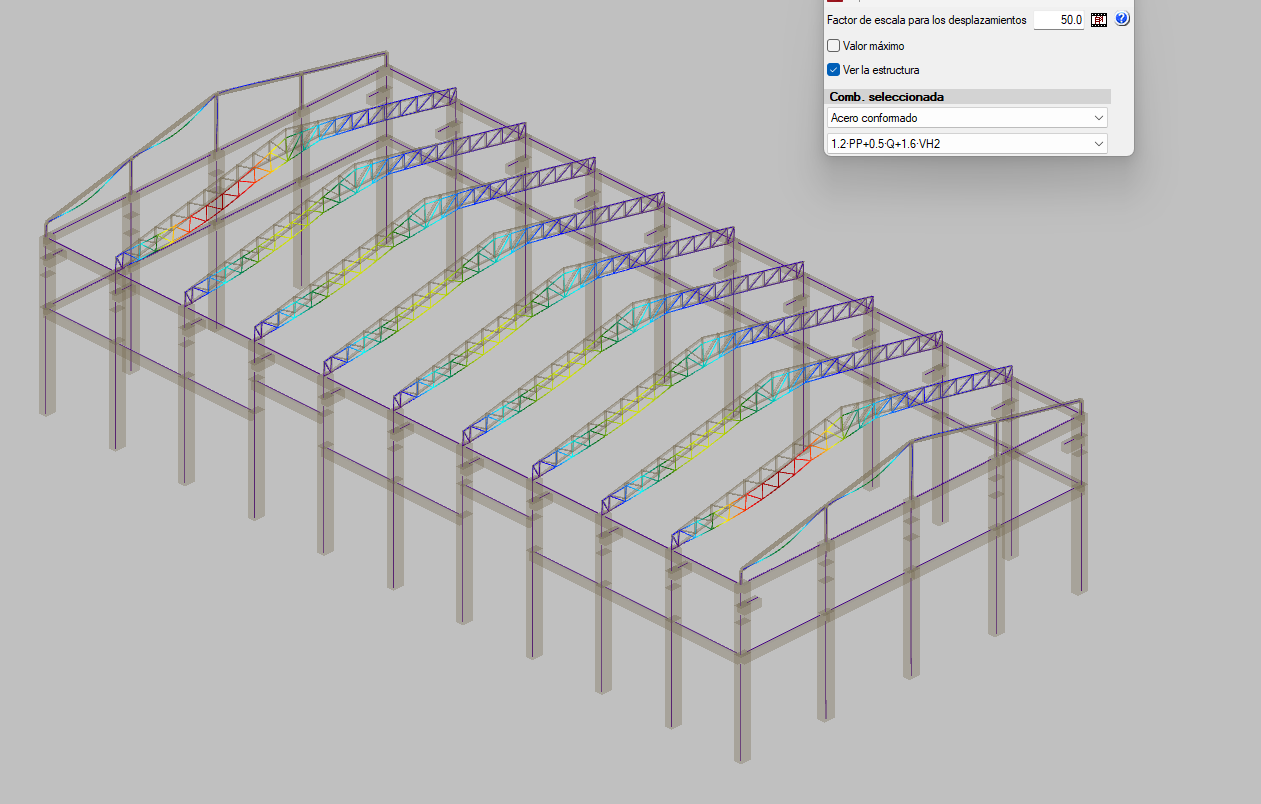 Factor de escala para los desplazamientos 50.0
Valor máximo
Ver la estructura
Comb. seleccionada
Acero conformado
1.2·PP+0.5·Q+1.6·VH2